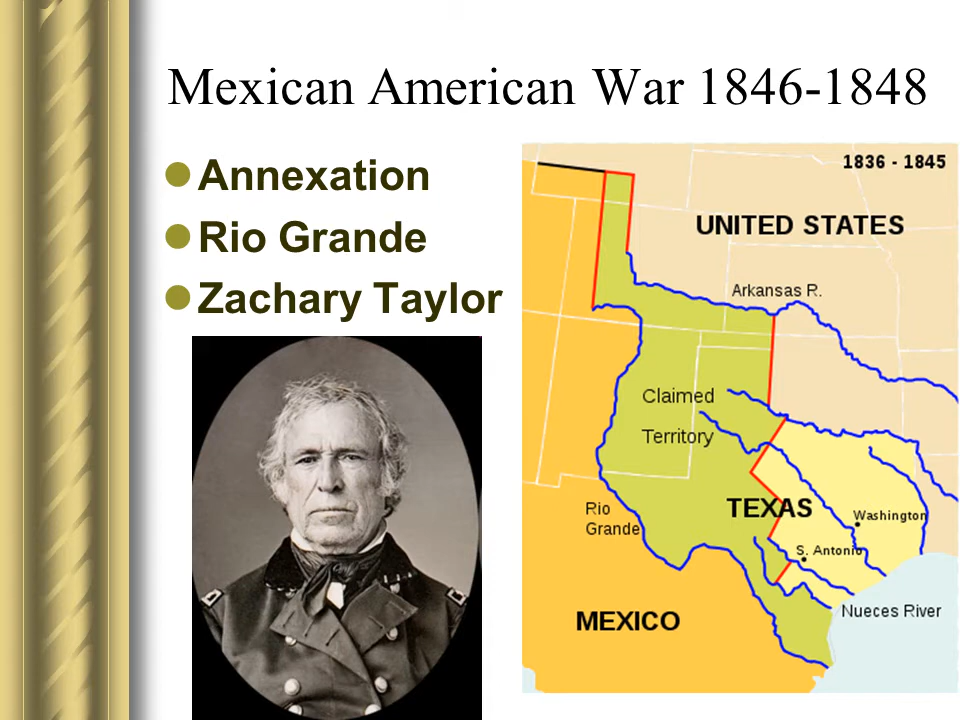 Mexican American War 1846-1848
Annexation
Rio Grande
Zachary Taylor
1836 - 1845
UNITED STATES
Arkansas R.
Claimed
Territory
Rio
Grande
TEXAS
Washington
S. Antonio
Nueces River
MEXICO